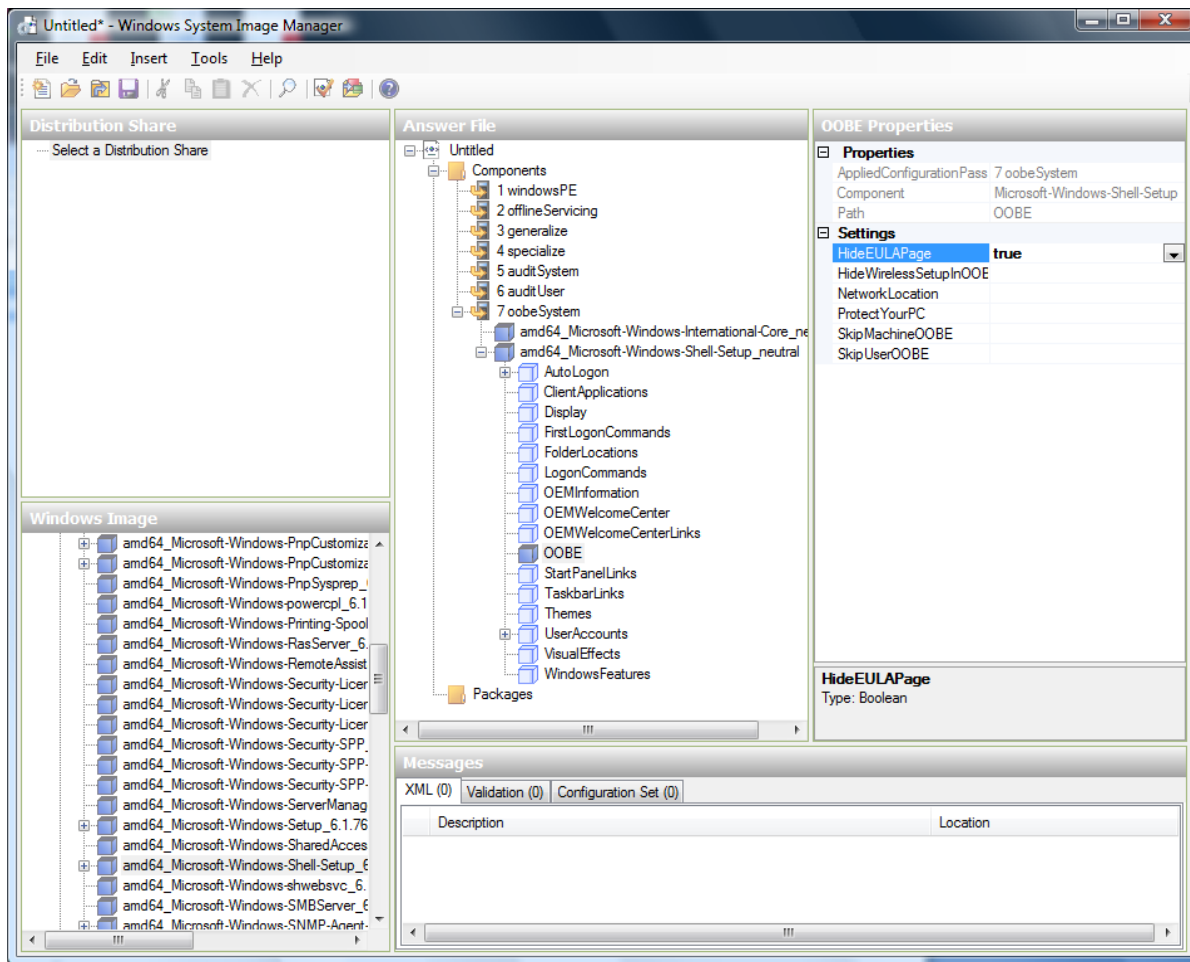 Untitled* - Windows System Image Manager
File Edit Insert Tools Help
Distribution Share
Select a Distribution Share
Windows Image
amd64_Microsoft-Windows-PnpCustomiza
amd64_Microsoft-Windows-PnpCustomiza
amd64_Microsoft-Windows-PnpSysprep_
amd64_Microsoft-Windows-powercpl_6.1
amd64_Microsoft-Windows-Printing-Spool
amd64_Microsoft-Windows-RasServer_6.
amd64_Microsoft-Windows-RemoteAssist
amd64_Microsoft-Windows-Security-Licer
amd64_Microsoft-Windows-Security-Licer
amd64_Microsoft-Windows-Security-Licer
amd64_Microsoft-Windows-Security-SPP_
amd64_Microsoft-Windows-Security-SPP-
amd64_Microsoft-Windows-Security-SPP-
amd64_Microsoft-Windows-ServerManag
amd64_Microsoft-Windows-Setup_6.1.76
amd64_Microsoft-Windows-SharedAcces
amd64_Microsoft-Windows-Shell-Setup_6
amd64_Microsoft-Windows-shwebsvc_6.
amd64_Microsoft-Windows-SMBServer_6
amd64_Microsoft-Windows-SNMP-Agent-
Answer File
Untitled
Components
1 windowsPE
2 offlineServicing
3 generalize
4 specialize
5 auditSystem
6 auditUser
7 oobeSystem
amd64_Microsoft-Windows-International-Core_ne
amd64_Microsoft-Windows-Shell-Setup_neutral
AutoLogon
ClientApplications
Display
FirstLogonCommands
FolderLocations
LogonCommands
OEMInformation
OEMWelcomeCenter
OEMWelcomeCenterLinks
OOBE
StartPanelLinks
TaskbarLinks
Themes
UserAccounts
VisualEffects
WindowsFeatures
Packages
OOBE Properties
Properties
AppliedConfigurationPass 7 oobeSystem
Component Microsoft-Windows-Shell-Setup
Path OOBE
Settings
HideEULAPage true
HideWirelessSetupInOOBE
NetworkLocation
ProtectYourPC
SkipMachineOOBE
SkipUserOOBE
HideEULAPage
Type: Boolean
Messages
XML (0) Validation (0) Configuration Set (0)
Description Location